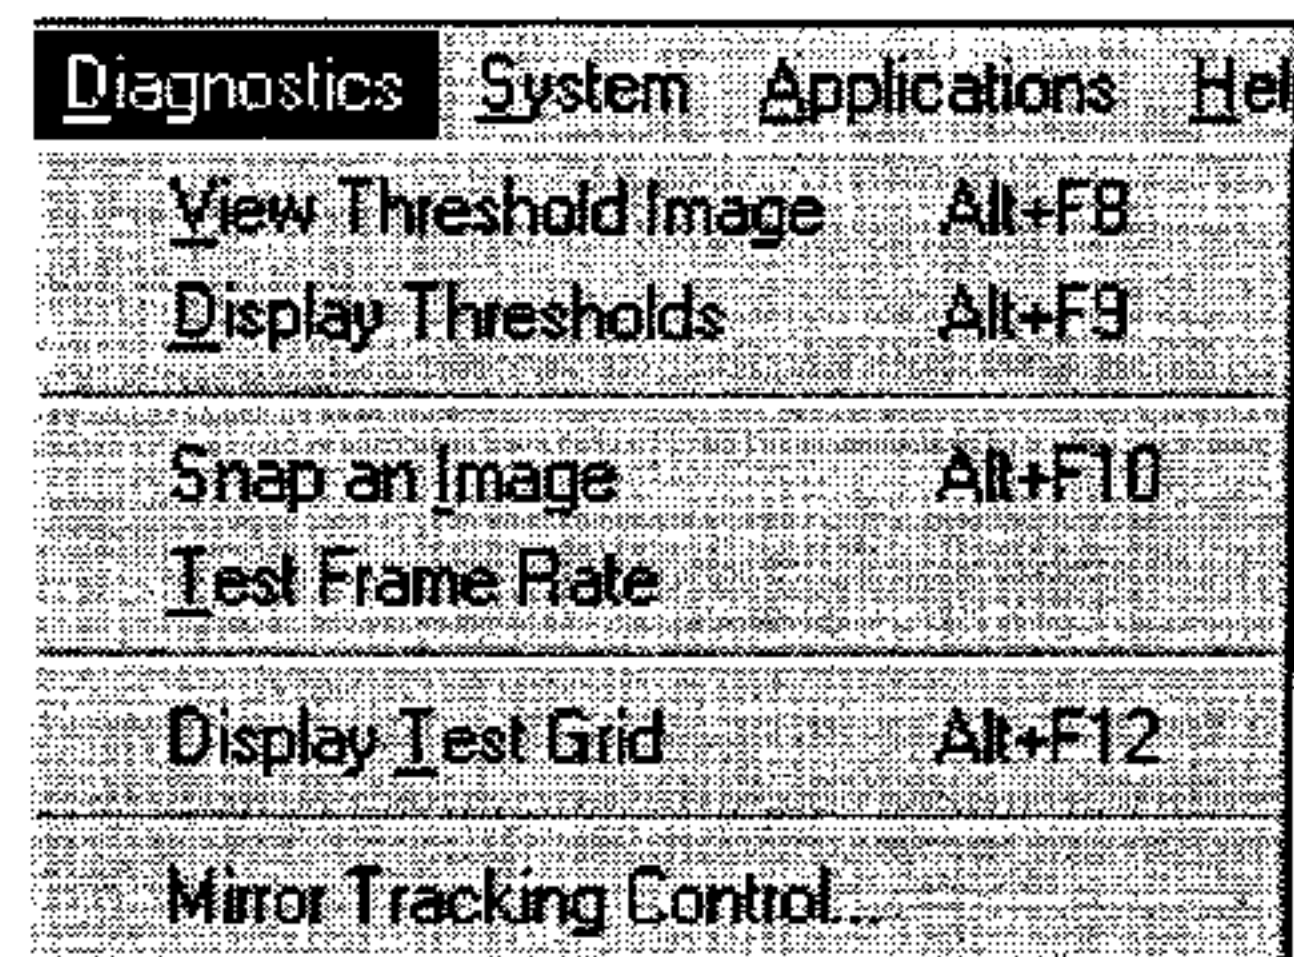 Diagnostics System Applications Hel
View Threshold Image Alt+F8
Display Thresholds Alt+F9
Snap an Image Alt+F10
Test Frame Rate
Display Test Grid Alt+F12
Mirror Tracking Control...